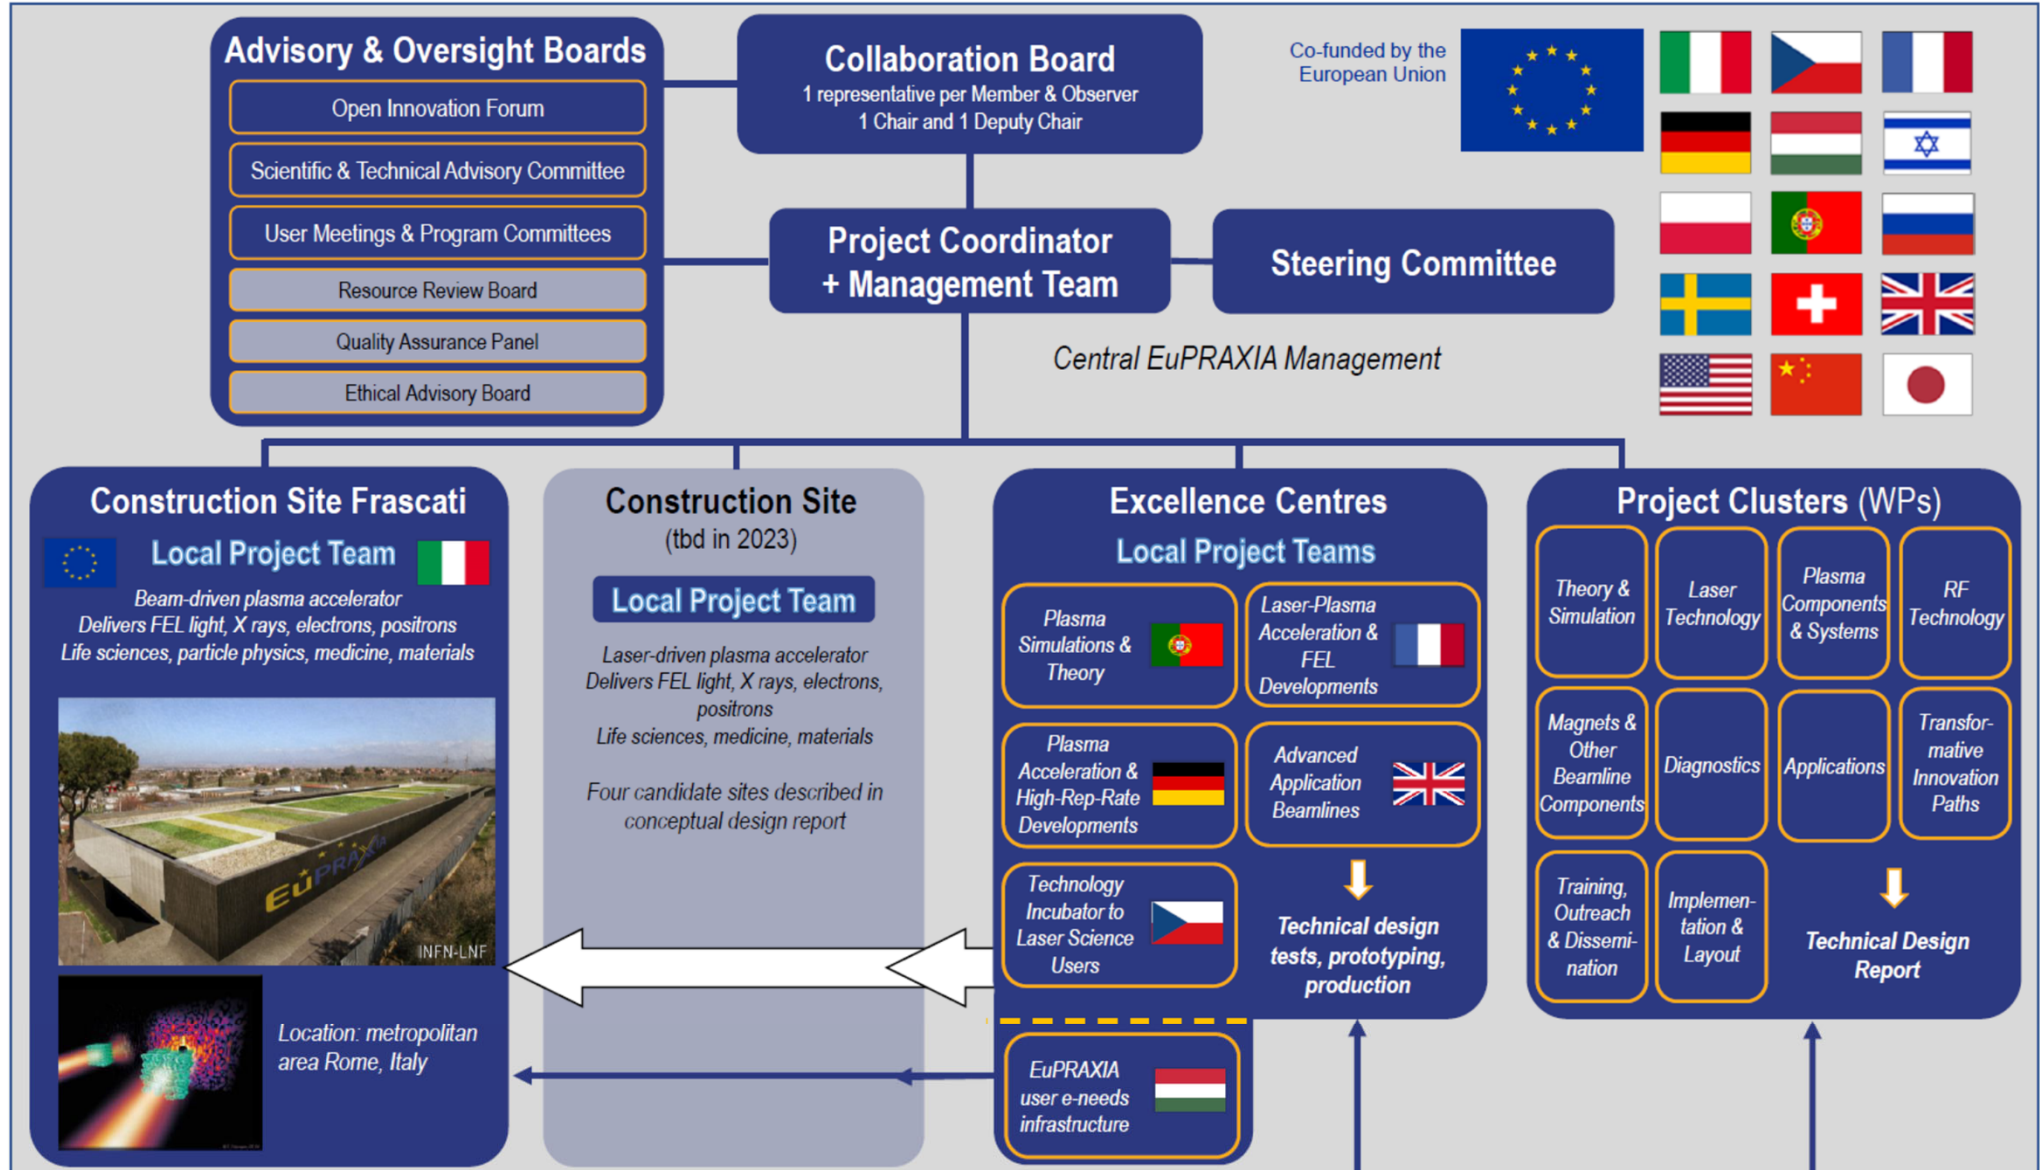 Advisory & Oversight Boards
Open Innovation Forum
Scientific & Technical Advisory Committee
User Meetings & Program Committees
Resource Review Board
Quality Assurance Panel
Ethical Advisory Board
Collaboration Board
1 representative per Member & Observer
1 Chair and 1 Deputy Chair
Co-funded by the
European Union
Project Coordinator
+ Management Team
Steering Committee
Central EuPRAXIA Management
Construction Site Frascati
Local Project Team
Beam-driven plasma accelerator
Delivers FEL light, X rays, electrons, positrons
Life sciences, particle physics, medicine, materials
EuPRAXIA
INFN-LNF
Location: metropolitan
area Rome, Italy
Construction Site
(tbd in 2023)
Local Project Team
Laser-driven plasma accelerator
Delivers FEL light, X rays, electrons,
positrons
Life sciences, medicine, materials
Four candidate sites described in
conceptual design report
Excellence Centres
Local Project Teams
Plasma
Simulations &
Theory
Laser-Plasma
Acceleration &
FEL
Developments
Plasma
Acceleration &
High-Rep-Rate
Developments
Advanced
Application
Beamlines
Technology
Incubator to
Laser Science
Users
Technical design
tests, prototyping,
production
EuPRAXIA
user e-needs
infrastructure
Project Clusters (WPs)
Theory &
Simulation
Laser
Technology
Plasma
Components
& Systems
RF
Technology
Magnets &
Other
Beamline
Components
Diagnostics
Applications
Transfor-
mative
Innovation
Paths
Training,
Outreach
& Dissemi-
nation
Implemen-
tation &
Layout
Technical Design
Report